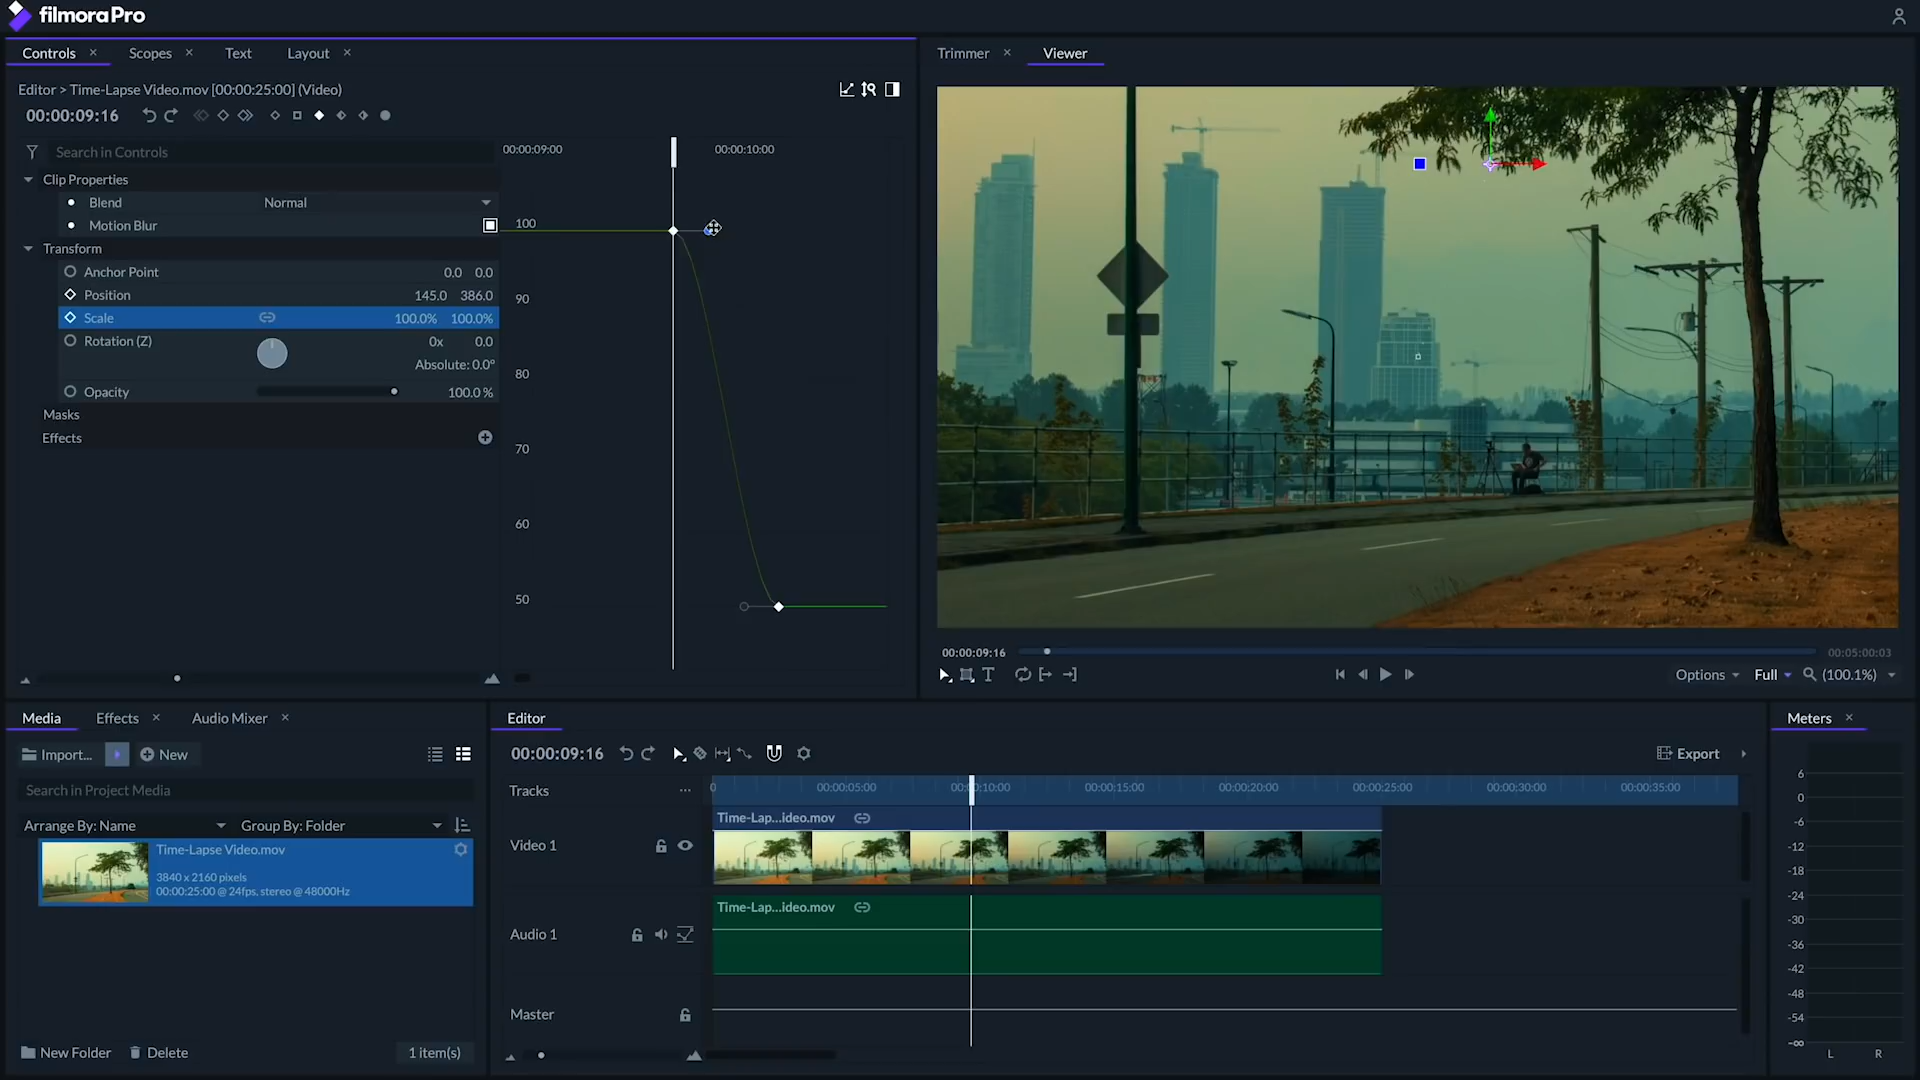 filmoraPro
Controls × Scopes × Text Layout ×
Editor > Time-Lapse Video.mov [00:00:25:00] (Video)
00:00:09:16
Search in Controls
00:00:09:00 00:00:10:00
Clip Properties
Blend Normal
Motion Blur
Transform
Anchor Point 0.0 0.0
Position 145.0 386.0
Scale 100.0% 100.0%
Rotation (Z) 0x 0.0
Absolute: 0.0°
Opacity 100.0 %
Masks
Effects
100
90
80
70
60
50
Trimmer × Viewer
00:00:09:16 00:05:00:03
Options Full (100.1%)
Media Effects × Audio Mixer ×
Import... New
Search in Project Media
Arrange By: Name Group By: Folder
Time-Lapse Video.mov
3840 x 2160 pixels
00:00:25:00 @ 24fps, stereo @ 48000Hz
New Folder Delete 1 item(s)
Editor
00:00:09:16 Export
Tracks ... 0 00:00:05:00 00:00:10:00 00:00:15:00 00:00:20:00 00:00:25:00 00:00:30:00 00:00:35:00
Time-Lap...ideo.mov
Video 1
Time-Lap...ideo.mov
Audio 1
Master
Meters ×
6
0
-6
-12
-18
-24
-30
-36
-42
-48
-54
-∞
L R